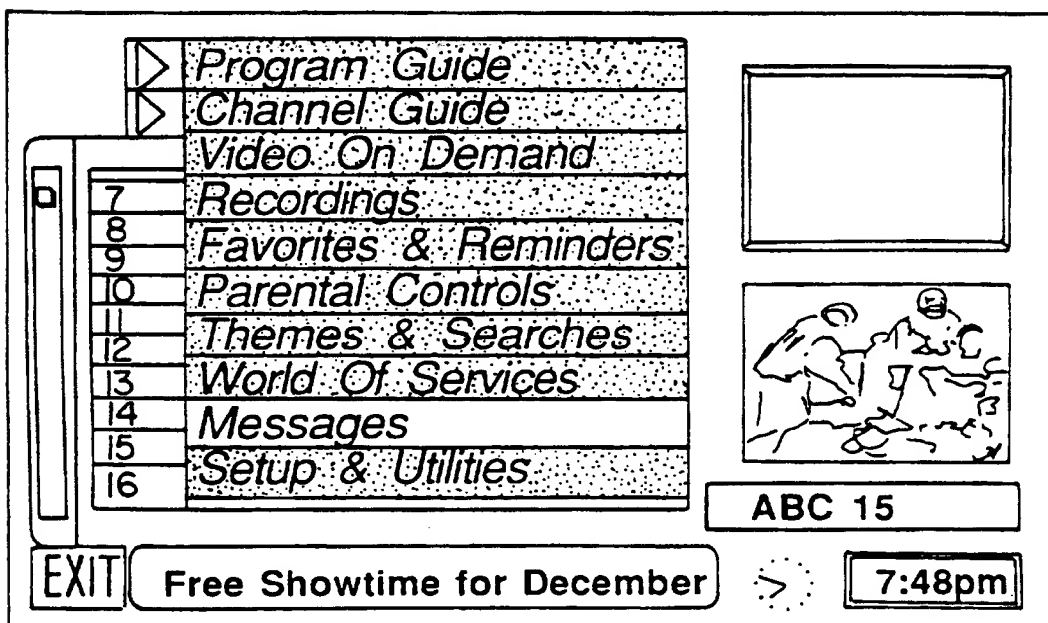 Program Guide
Channel Guide
Video On Demand
7 Recordings
8
9 Favorites & Reminders
10 Parental Controls
11
12 Themes & Searches
13 World Of Services
14 Messages
15
16 Setup & Utilities
ABC 15
EXIT Free Showtime for December 7:48pm